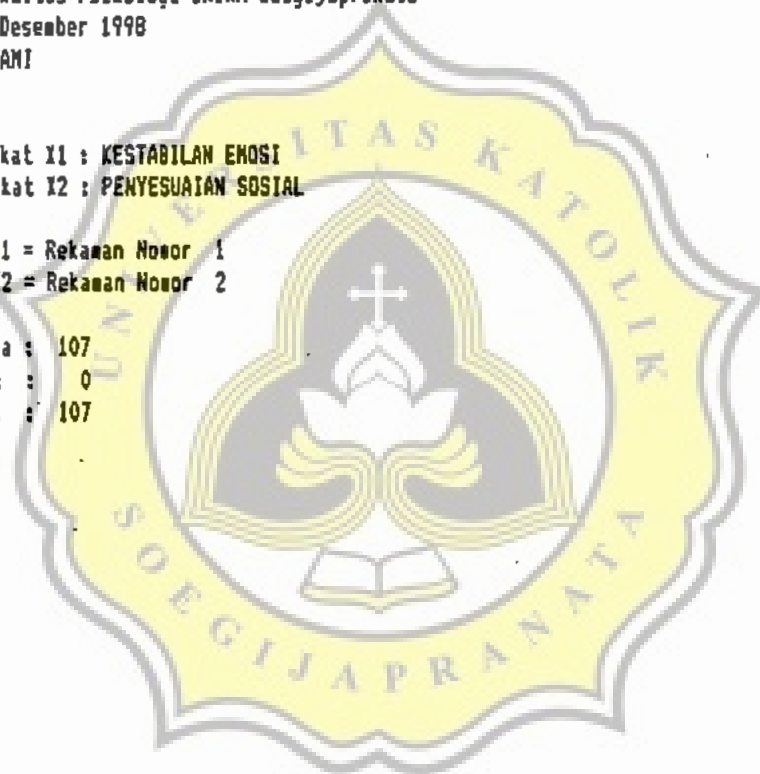 Desember 1998
AMI
kat X1 : KESTABILAN EMOSI
kat X2 : PENYESUAIAN SOSIAL
1 = Rekaman Nomor 1
2 = Rekaman Nomor 2
a : 107
: 0
: 107
UNIVERSITAS KATOLIK
SOEGIJAPRANATA